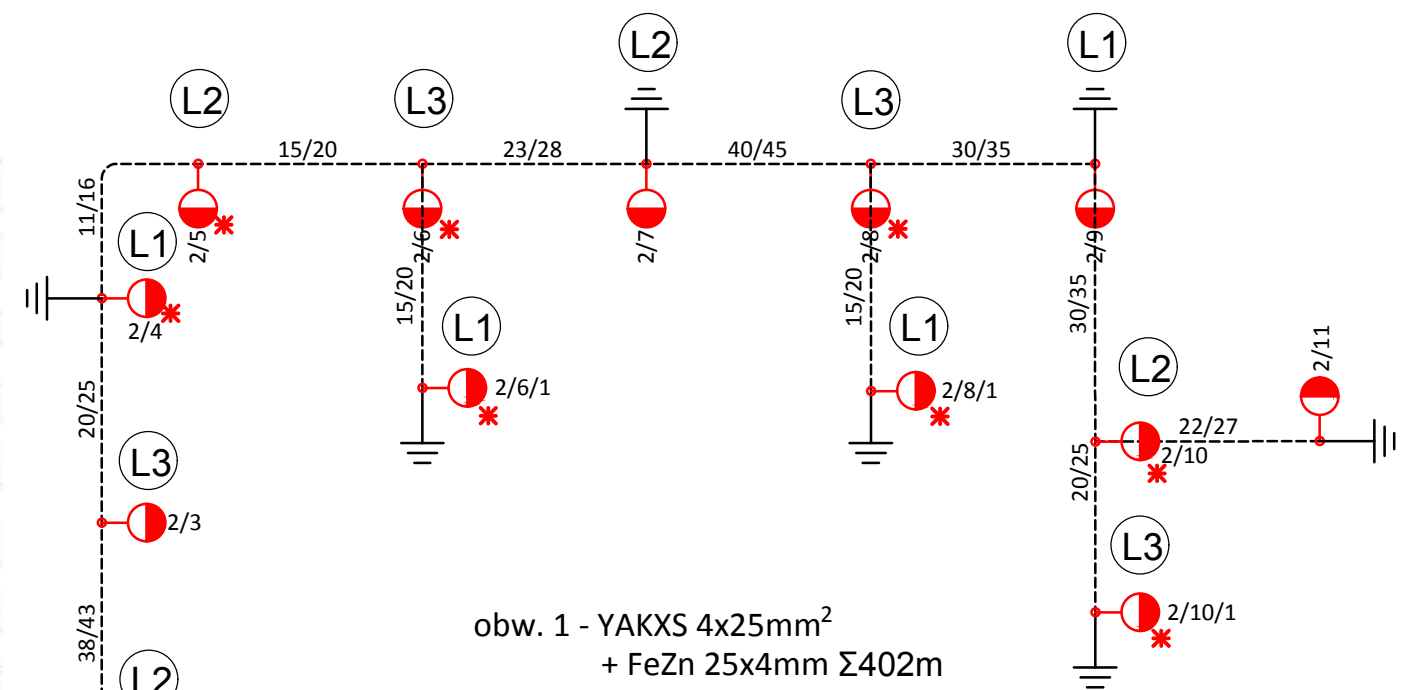 L2
L1
L2
L3
L3
15/20
23/28
40/45
30/35
11/16
L1
2/5
2/6
2/7
2/8
2/9
2/4
15/20
15/20
30/35
L1
L1
2/11
L2
2/6/1
2/8/1
20/25
22/27
2/10
L3
20/25
2/3
L3
2/10/1
38/43
obw. 1 - YAKXS 4x25mm²
+ FeZn 25x4mm Σ402m
L2